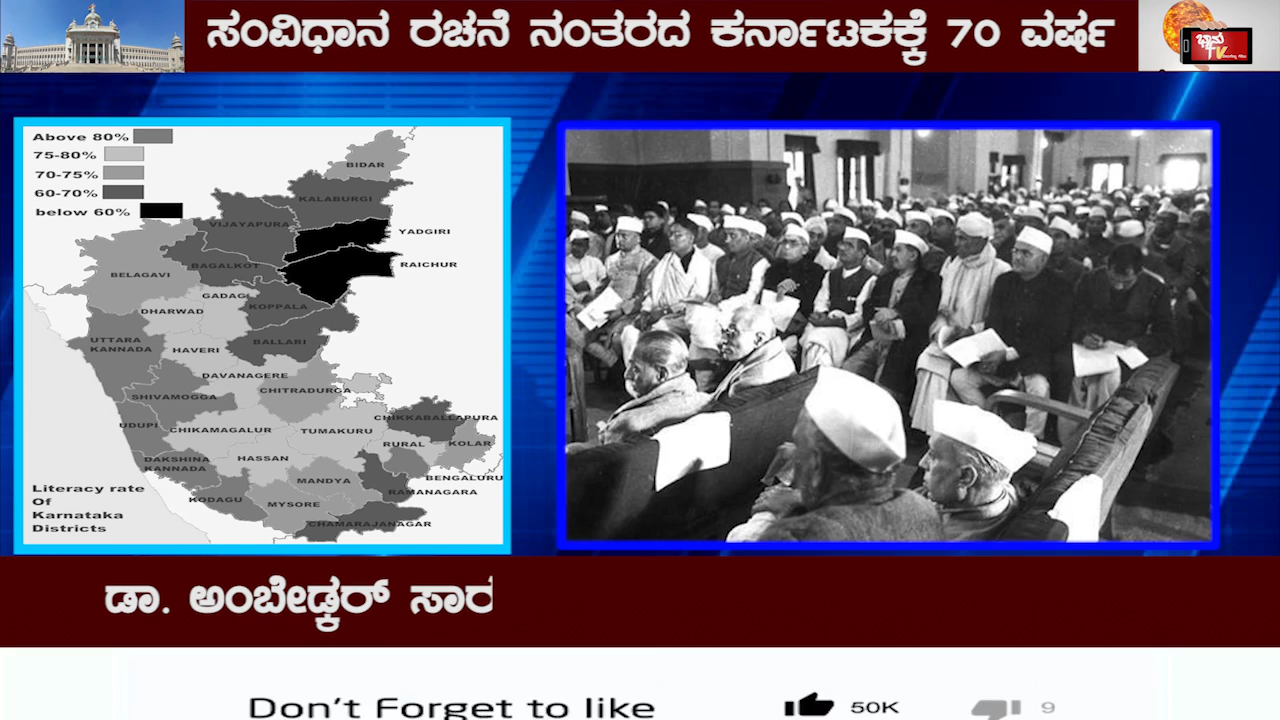 ಸಂವಿಧಾನ ರಚನೆ ನಂತರದ ಕರ್ನಾಟಕಕ್ಕೆ 70 ವರ್ಷ
ಭಾನು
TV
Above 80%
75-80%
70-75%
60-70%
below 60%
BIDAR
KALABURGI
VIJAYAPURA
YADGIRI
BAGALKOT
RAICHUR
BELAGAVI
GADAG
KOPPALA
DHARWAD
UTTARA
KANNADA
HAVERI
BALLARI
DAVANAGERE
CHITRADURGA
SHIVAMOGGA
CHIKKABALLAPURA
UDUPI
CHIKAMAGALUR
TUMAKURU
RURAL
KOLAR
DAKSHINA
KANNADA
HASSAN
BENGALURU
MANDYA
RAMANAGARA
KODAGU
MYSORE
CHAMARAJANAGAR
Literacy rate
Of
Karnataka
Districts
ಡಾ. ಅಂಬೇಡ್ಕರ್ ಸಾರ
Don't Forget to like
50K
9